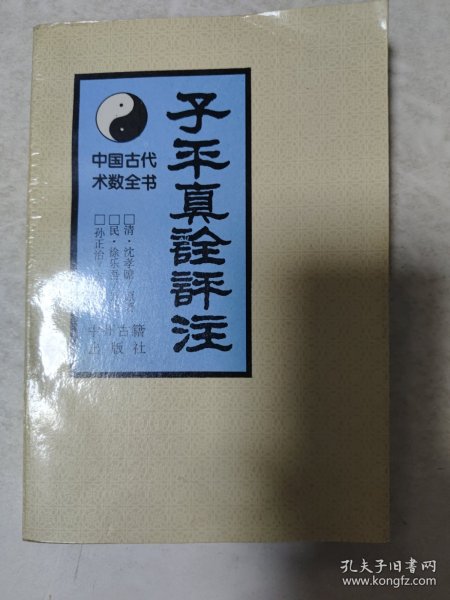 子平真詮評注
中国古代
术数全书
□清·沈孝瞻
□民·徐乐吾
□孙正治
中州古籍
出版社
孔夫子旧书网
www.kongfz.com